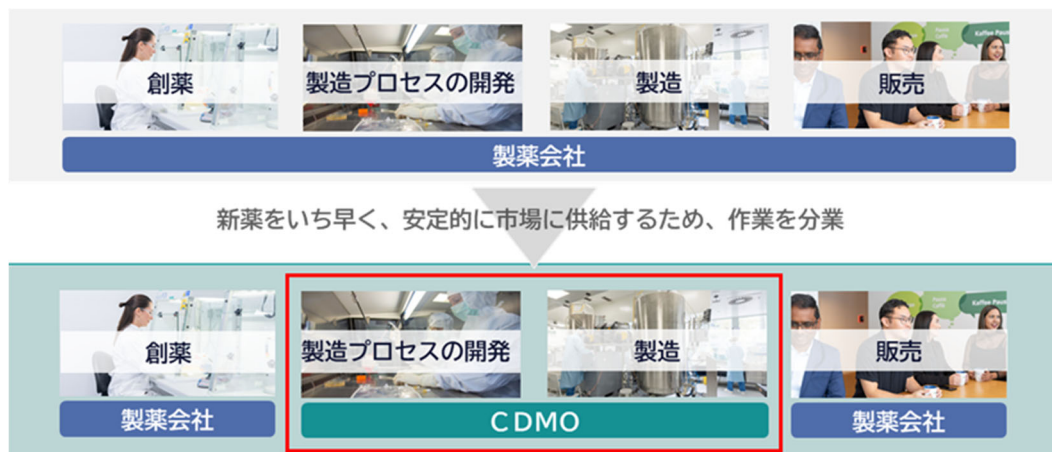 創薬
製造プロセスの開発
製造
販売
製薬会社
新薬をいち早く、安定的に市場に供給するため、作業を分業
創薬
製造プロセスの開発
製造
販売
製薬会社
CDMO
製薬会社